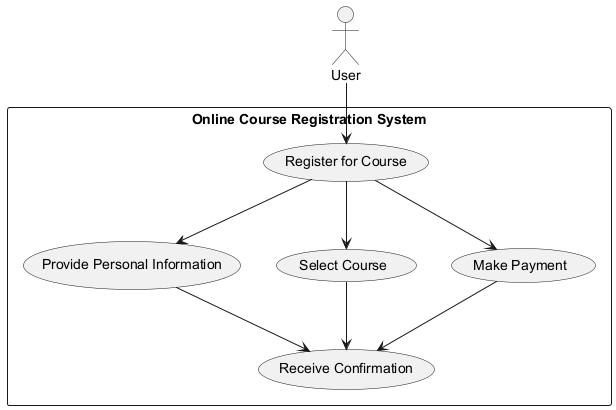 User
Online Course Registration System
Register for Course
Provide Personal Information
Select Course
Make Payment
Receive Confirmation